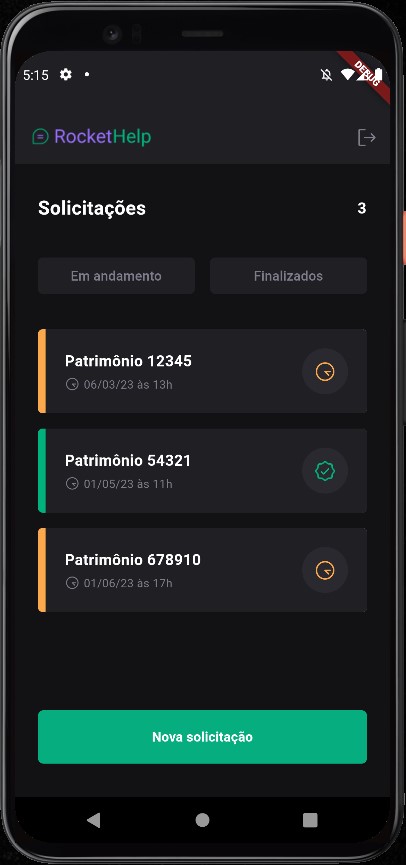 5:15
DEBUG
RocketHelp
Solicitações
3
Em andamento
Finalizados
Patrimônio 12345
06/03/23 às 13h
Patrimônio 54321
01/05/23 às 11h
Patrimônio 678910
01/06/23 às 17h
Nova solicitação